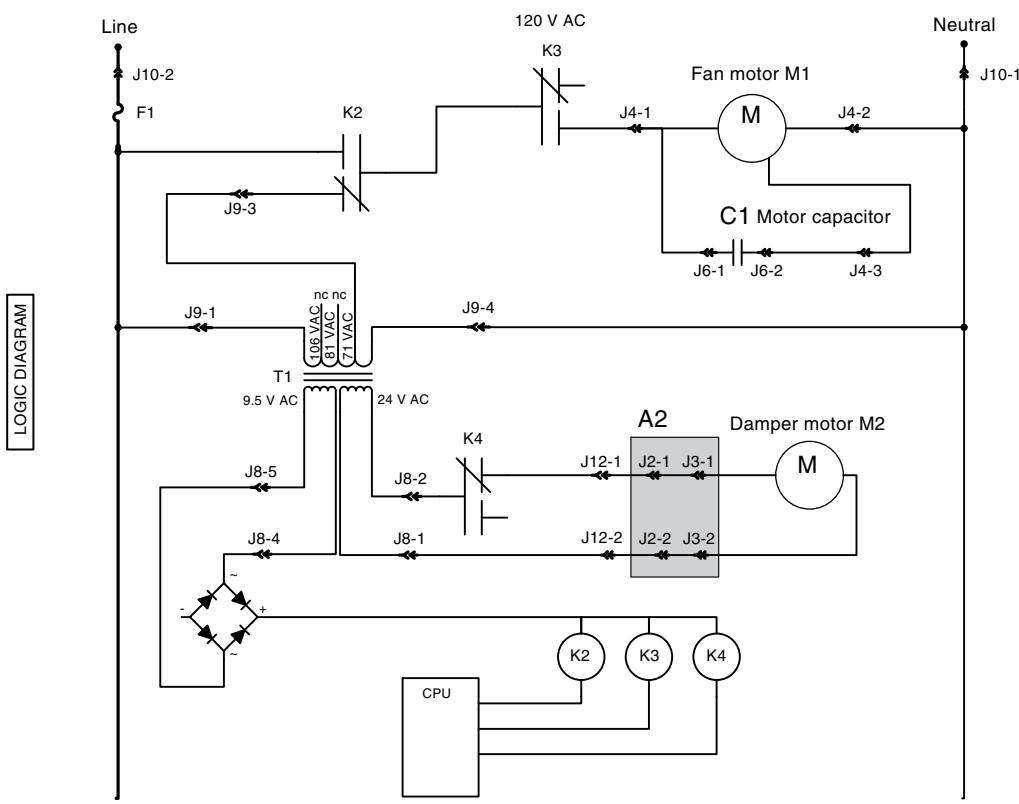 120 V AC
Line
Neutral
K3
J10-2
Fan motor M1
J10-1
F1
K2
J4-1
M
J4-2
J9-3
C1 Motor capacitor
J6-1
J6-2
J4-3
nc nc
J9-1
J9-4
106 VAC
81 VAC
71 VAC
LOGIC DIAGRAM
T1
9.5 V AC
24 V AC
A2
Damper motor M2
K4
J8-5
J8-2
J12-1
J2-1
J3-1
M
J8-4
J8-1
J12-2
J2-2
J3-2
~
-
+
~
K2
K3
K4
CPU